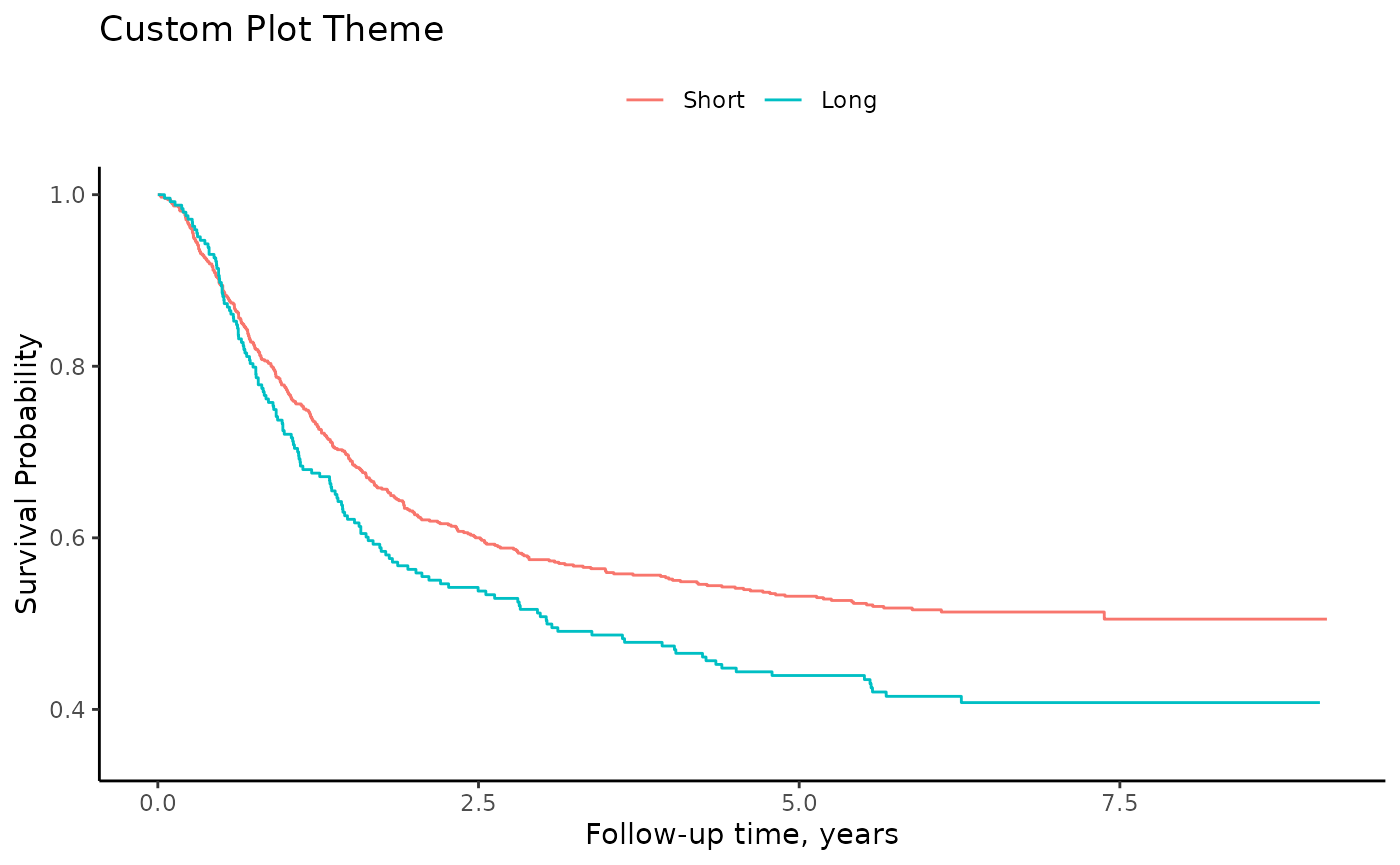 Custom Plot Theme
Short Long
Survival Probability
1.0
0.8
0.6
0.4
0.0 2.5 5.0 7.5
Follow-up time, years